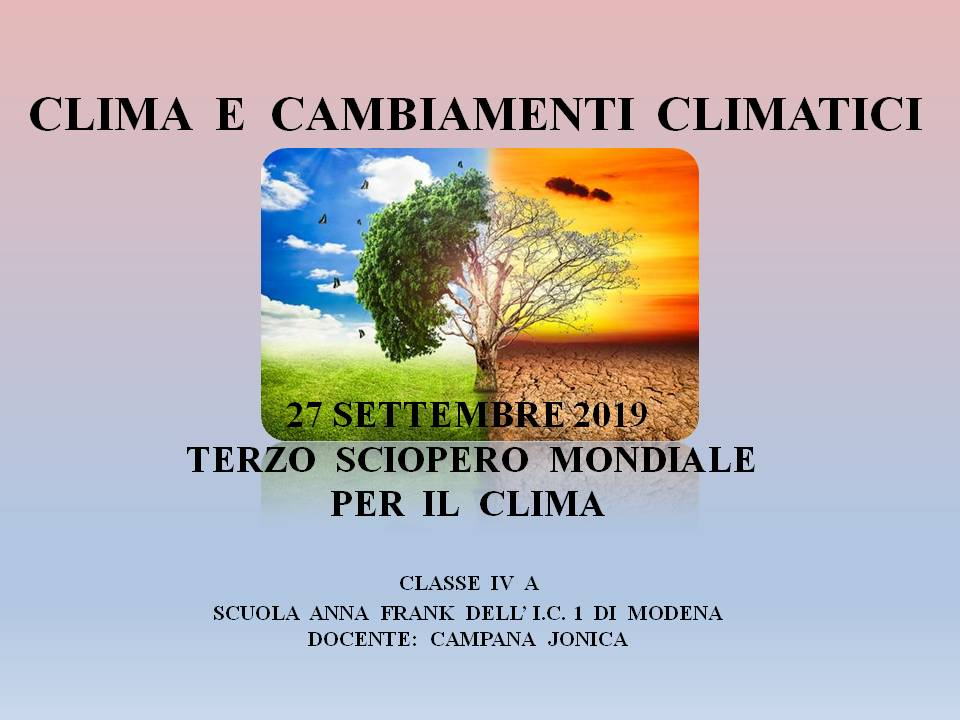 CLIMA E CAMBIAMENTI CLIMATICI
27 SETTEMBRE 2019
TERZO SCIOPERO MONDIALE
PER IL CLIMA
CLASSE IV A
SCUOLA ANNA FRANK DELL’ I.C. 1 DI MODENA
DOCENTE: CAMPANA JONICA